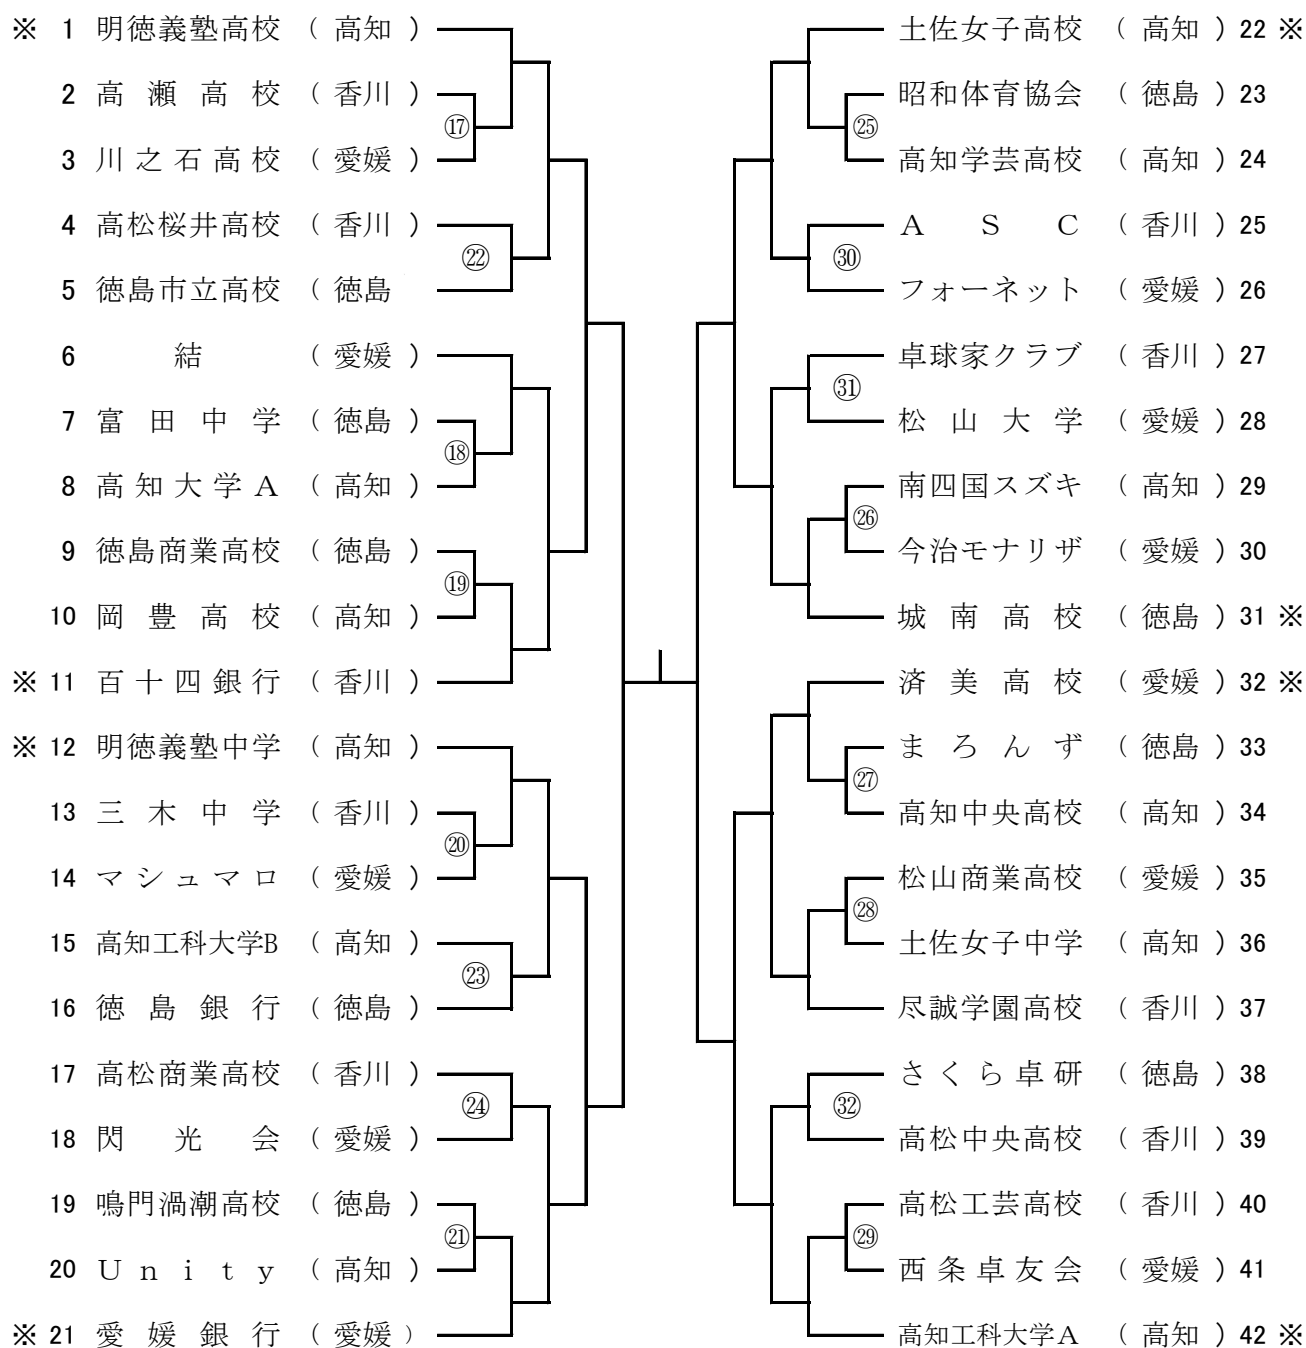 ※ 1 明徳義塾高校 （ 高知 ）
2 高瀬高校 （ 香川 ）
⑰
3 川之石高校 （ 愛媛 ）
4 高松桜井高校 （ 香川 ）
㉒
5 徳島市立高校 （ 徳島
6 結 （ 愛媛 ）
7 富田中学 （ 徳島 ）
⑱
8 高知大学A （ 高知 ）
9 徳島商業高校 （ 徳島 ）
⑲
10 岡豊高校 （ 高知 ）
※ 11 百十四銀行 （ 香川 ）
※ 12 明徳義塾中学 （ 高知 ）
13 三木中学 （ 香川 ）
⑳
14 マシュマロ （ 愛媛 ）
15 高知工科大学B （ 高知 ）
㉓
16 徳島銀行 （ 徳島 ）
17 高松商業高校 （ 香川 ）
㉔
18 閃光会 （ 愛媛 ）
19 鳴門渦潮高校 （ 徳島 ）
㉑
20 Unity （ 高知 ）
※ 21 愛媛銀行 （ 愛媛 ）
土佐女子高校 （ 高知 ） 22 ※
昭和体育協会 （ 徳島 ） 23
㉕
高知学芸高校 （ 高知 ） 24
ASC （ 香川 ） 25
㉚
フォーネット （ 愛媛 ） 26
卓球家クラブ （ 香川 ） 27
㉛
松山大学 （ 愛媛 ） 28
南四国スズキ （ 高知 ） 29
㉖
今治モナリザ （ 愛媛 ） 30
城南高校 （ 徳島 ） 31 ※
済美高校 （ 愛媛 ） 32 ※
まろんず （ 徳島 ） 33
㉗
高知中央高校 （ 高知 ） 34
松山商業高校 （ 愛媛 ） 35
㉘
土佐女子中学 （ 高知 ） 36
尽誠学園高校 （ 香川 ） 37
さくら卓研 （ 徳島 ） 38
㉜
高松中央高校 （ 香川 ） 39
高松工芸高校 （ 香川 ） 40
㉙
西条卓友会 （ 愛媛 ） 41
高知工科大学A （ 高知 ） 42 ※